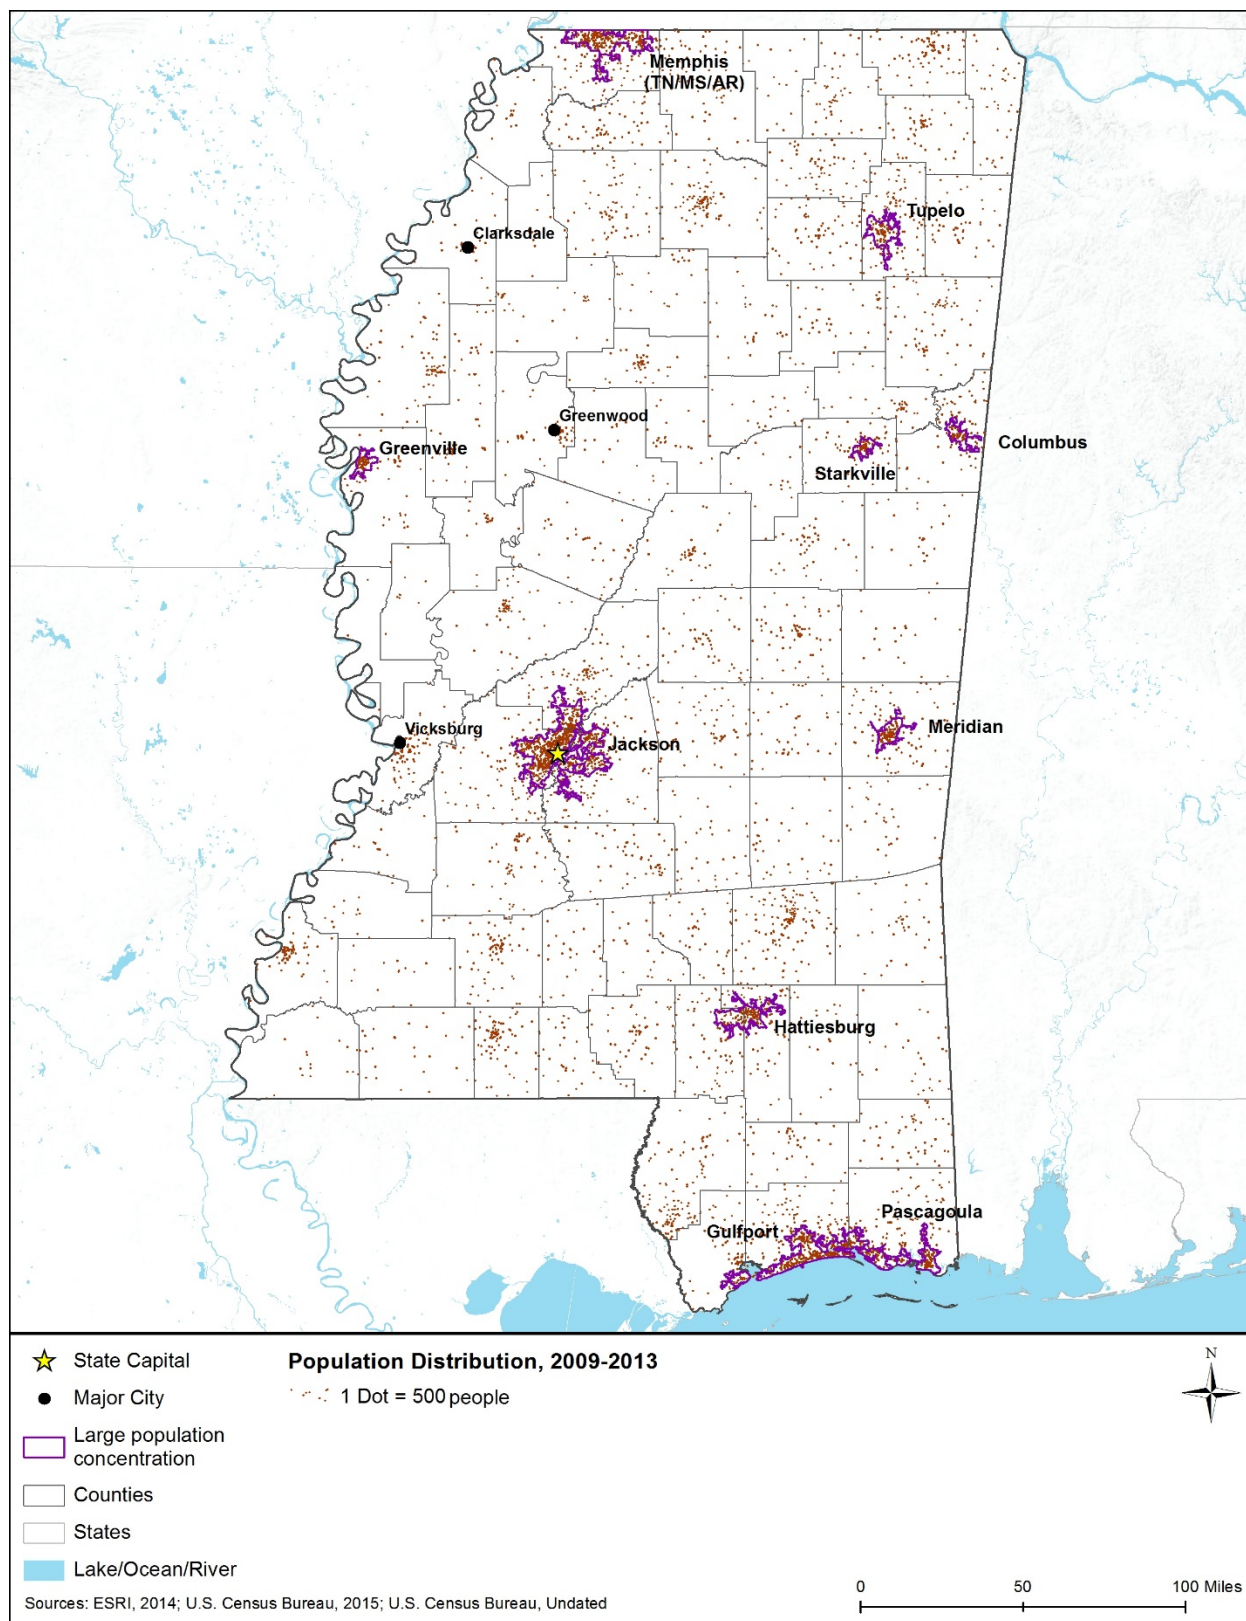 Memphis
(TN/MS/AR)
Tupelo
Clarksdale
Greenwood
Greenville
Columbus
Starkville
Meridian
Vicksburg
Jackson
Hattiesburg
Pascagoula
Gulfport
State Capital
Population Distribution, 2009-2013
N
Major City
1 Dot = 500 people
Large population
concentration
Counties
States
Lake/Ocean/River
0 50 100 Miles
Sources: ESRI, 2014; U.S. Census Bureau, 2015; U.S. Census Bureau, Undated